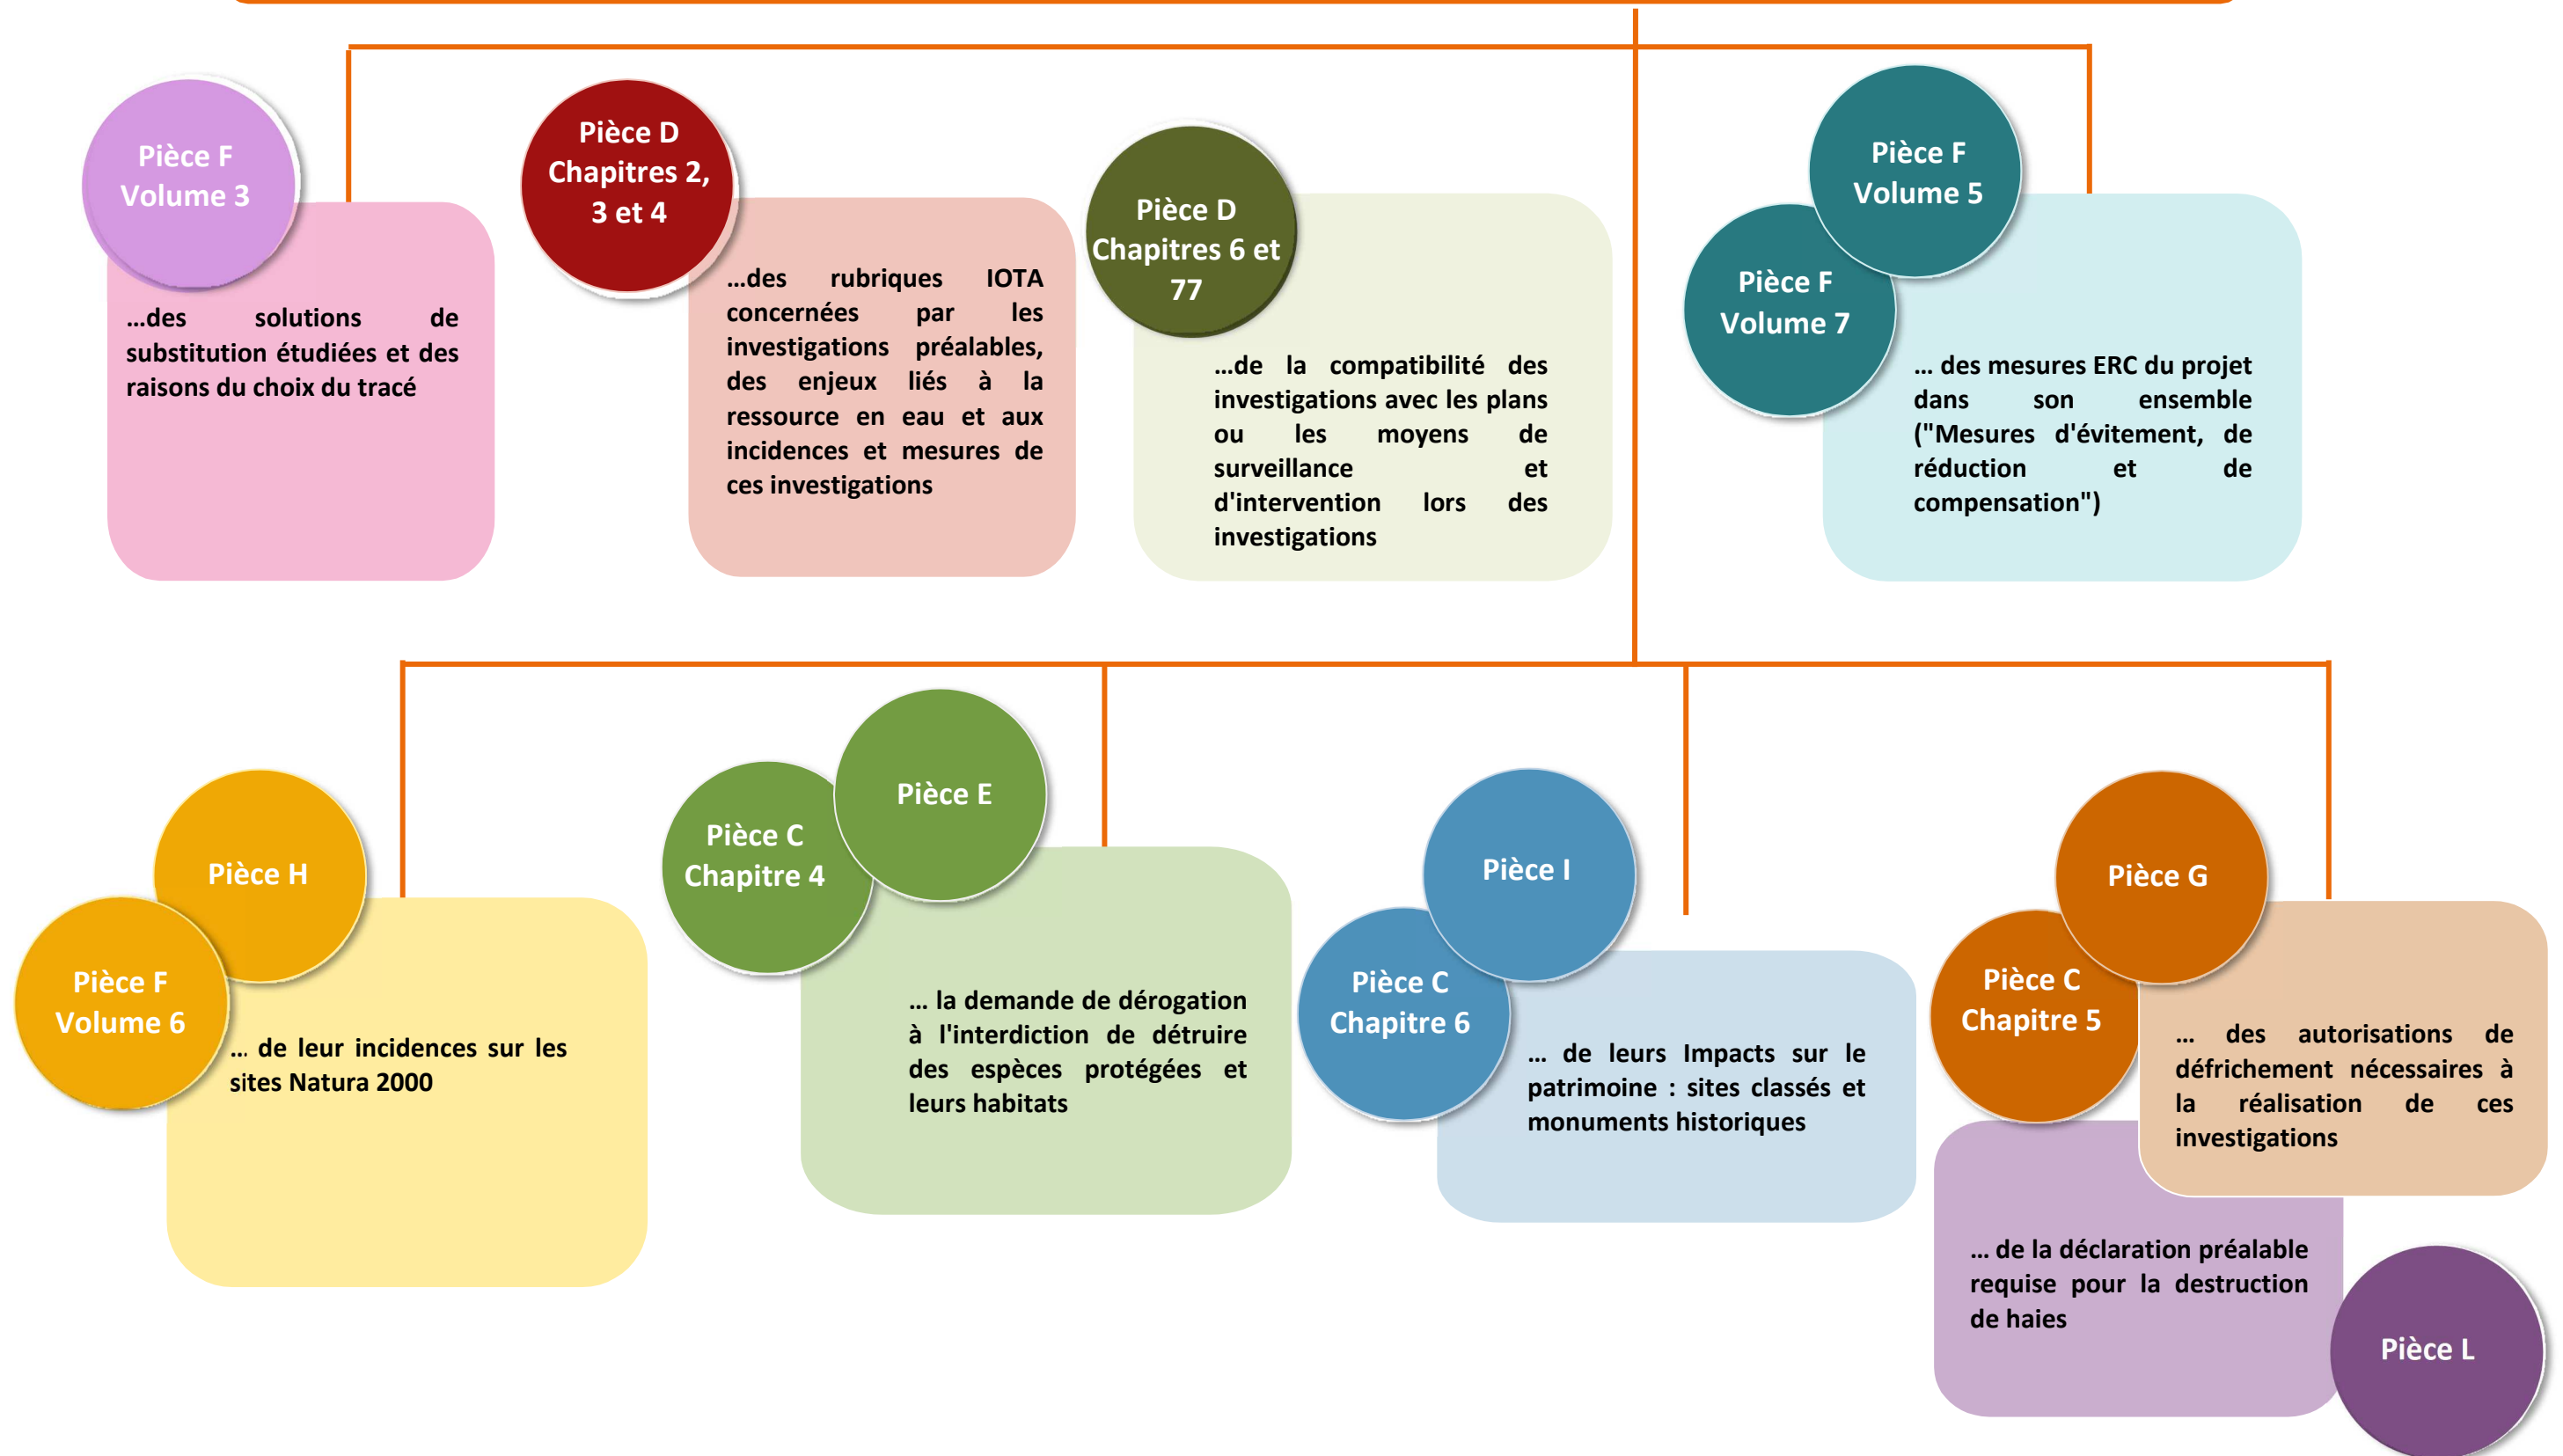 Pièce F
Volume 3
…des solutions de
substitution étudiées et des
raisons du choix du tracé
Pièce D
Chapitres 2,
3 et 4
…des rubriques IOTA
concernées par les
investigations préalables,
des enjeux liés à la
ressource en eau et aux
incidences et mesures de
ces investigations
Pièce D
Chapitres 6 et
77
…de la compatibilité des
investigations avec les plans
ou les moyens de
surveillance et
d'intervention lors des
investigations
Pièce F
Volume 5
Pièce F
Volume 7
… des mesures ERC du projet
dans son ensemble
("Mesures d'évitement, de
réduction et de
compensation")
Pièce H
Pièce F
Volume 6
… de leur incidences sur les
sites Natura 2000
Pièce E
Pièce C
Chapitre 4
… la demande de dérogation
à l'interdiction de détruire
des espèces protégées et
leurs habitats
Pièce I
Pièce C
Chapitre 6
… de leurs Impacts sur le
patrimoine : sites classés et
monuments historiques
Pièce G
Pièce C
Chapitre 5
… des autorisations de
défrichement nécessaires à
la réalisation de ces
investigations
… de la déclaration préalable
requise pour la destruction
de haies
Pièce L